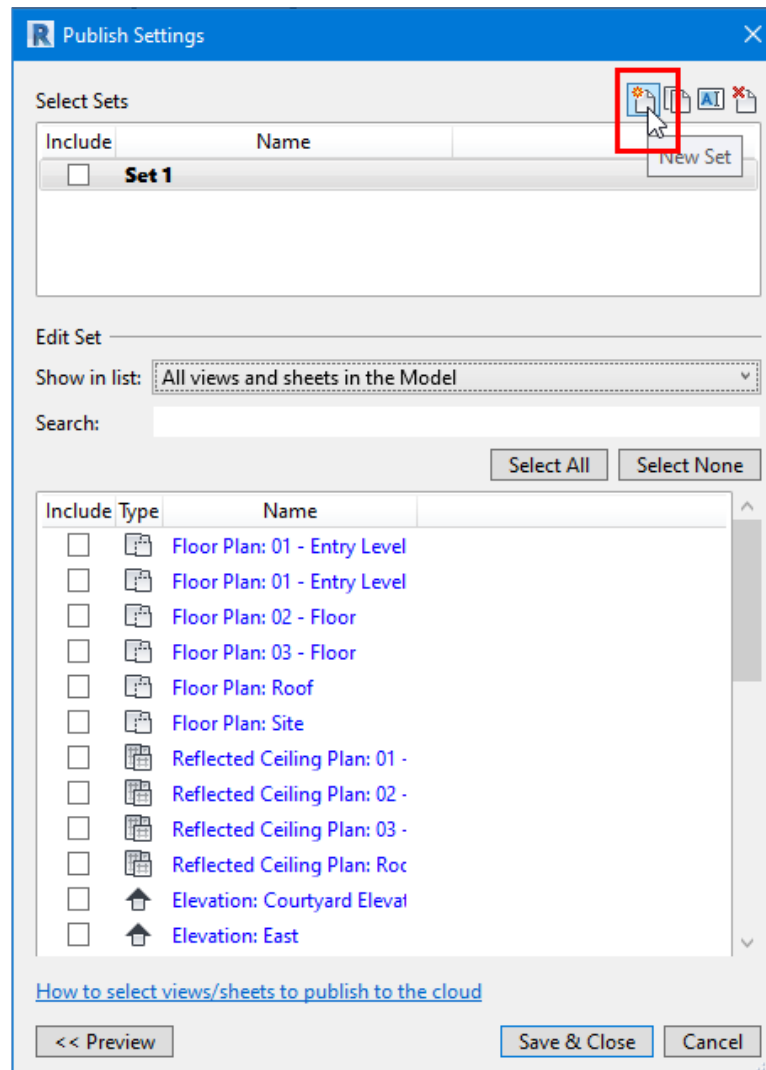 R Publish Settings
Select Sets
AI
Include Name
New Set
Set 1
Edit Set
Show in list: All views and sheets in the Model
Search:
Select All Select None
Include Type Name
Floor Plan: 01 - Entry Level
Floor Plan: 01 - Entry Level
Floor Plan: 02 - Floor
Floor Plan: 03 - Floor
Floor Plan: Roof
Floor Plan: Site
Reflected Ceiling Plan: 01 -
Reflected Ceiling Plan: 02 -
Reflected Ceiling Plan: 03 -
Reflected Ceiling Plan: Roo
Elevation: Courtyard Elevat
Elevation: East
How to select views/sheets to publish to the cloud
<< Preview Save & Close Cancel